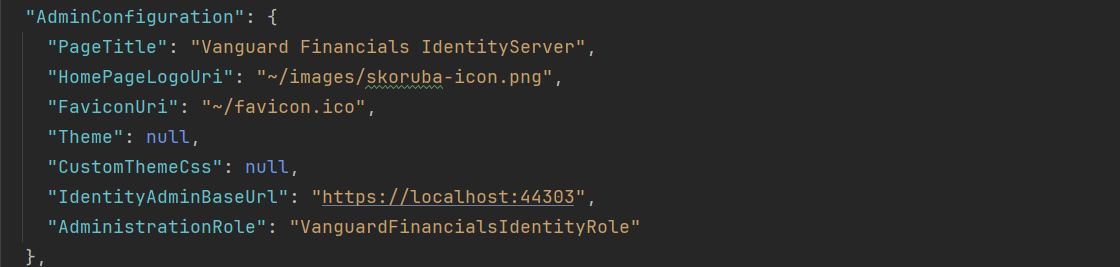 "AdminConfiguration": {
"PageTitle": "Vanguard Financials IdentityServer",
"HomePageLogoUri": "~/images/skoruba-icon.png",
"FaviconUri": "~/favicon.ico",
"Theme": null,
"CustomThemeCss": null,
"IdentityAdminBaseUrl": "https://localhost:44303",
"AdministrationRole": "VanguardFinancialsIdentityRole"
},